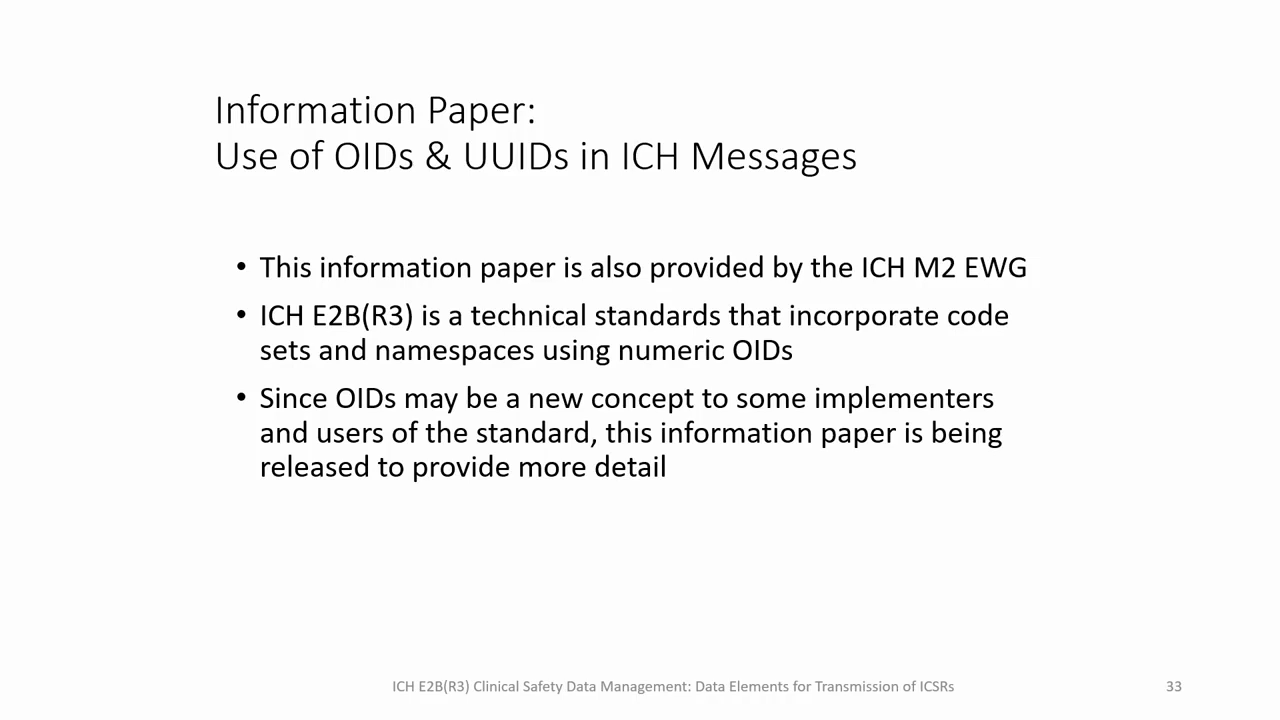 Information Paper:
Use of OIDs & UUIDs in ICH Messages
• This information paper is also provided by the ICH M2 EWG
• ICH E2B(R3) is a technical standards that incorporate code
sets and namespaces using numeric OIDs
• Since OIDs may be a new concept to some implementers
and users of the standard, this information paper is being
released to provide more detail
ICH E2B(R3) Clinical Safety Data Management: Data Elements for Transmission of ICSRs
33